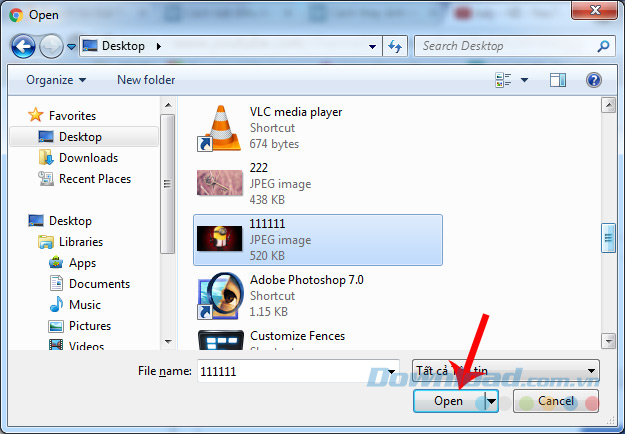 Open
Desktop
Search Desktop
Organize
New folder
Favorites
Desktop
Downloads
Recent Places
Desktop
Libraries
Apps
Documents
Music
Pictures
Videos
VLC media player
Shortcut
674 bytes
222
JPEG image
438 KB
111111
JPEG image
520 KB
Adobe Photoshop 7.0
Shortcut
1.15 KB
Customize Fences
File name:
111111
Tất cả tin
Download.com.vn
Open
Cancel